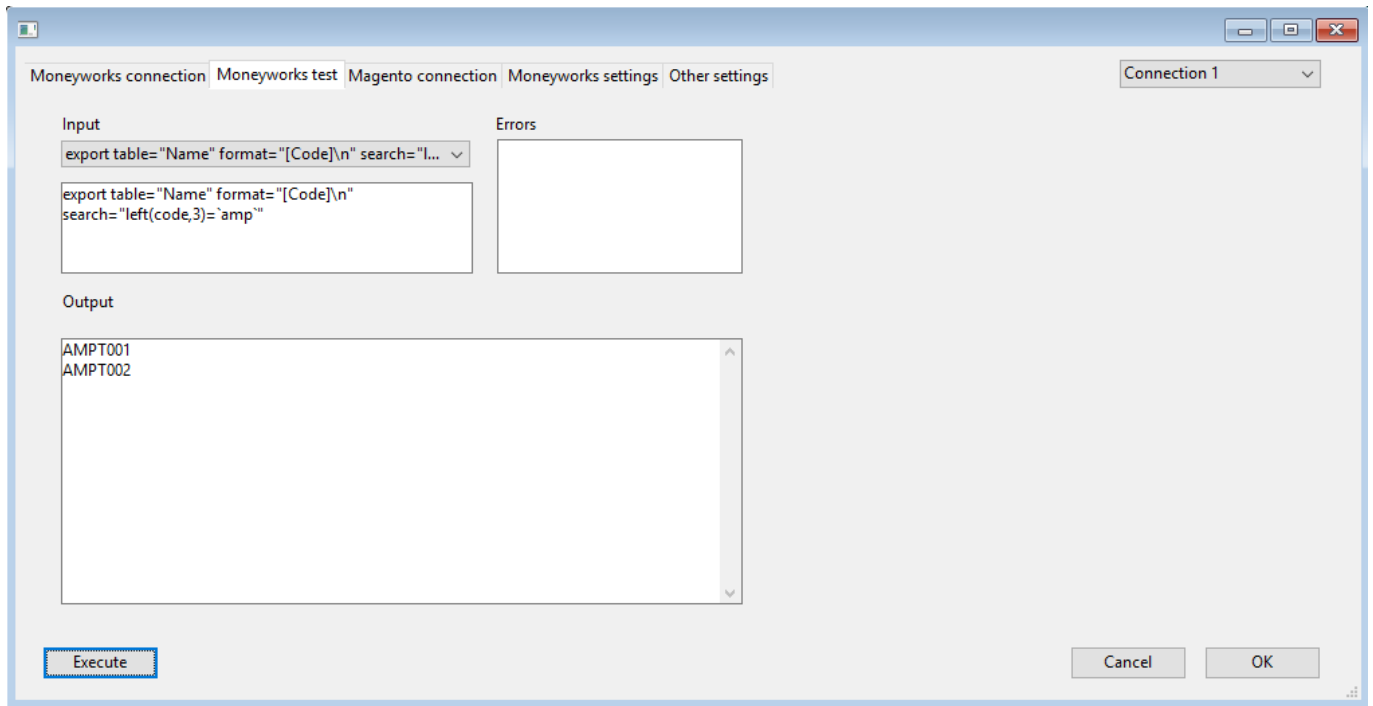 Moneyworks connection Moneyworks test Magento connection Moneyworks settings Other settings
Connection 1
Input
Errors
export table="Name" format="[Code]\n" search="l...
export table="Name" format="[Code]\n"
search="left(code,3)=`amp`"
Output
AMPT001
AMPT002
Execute
Cancel
OK